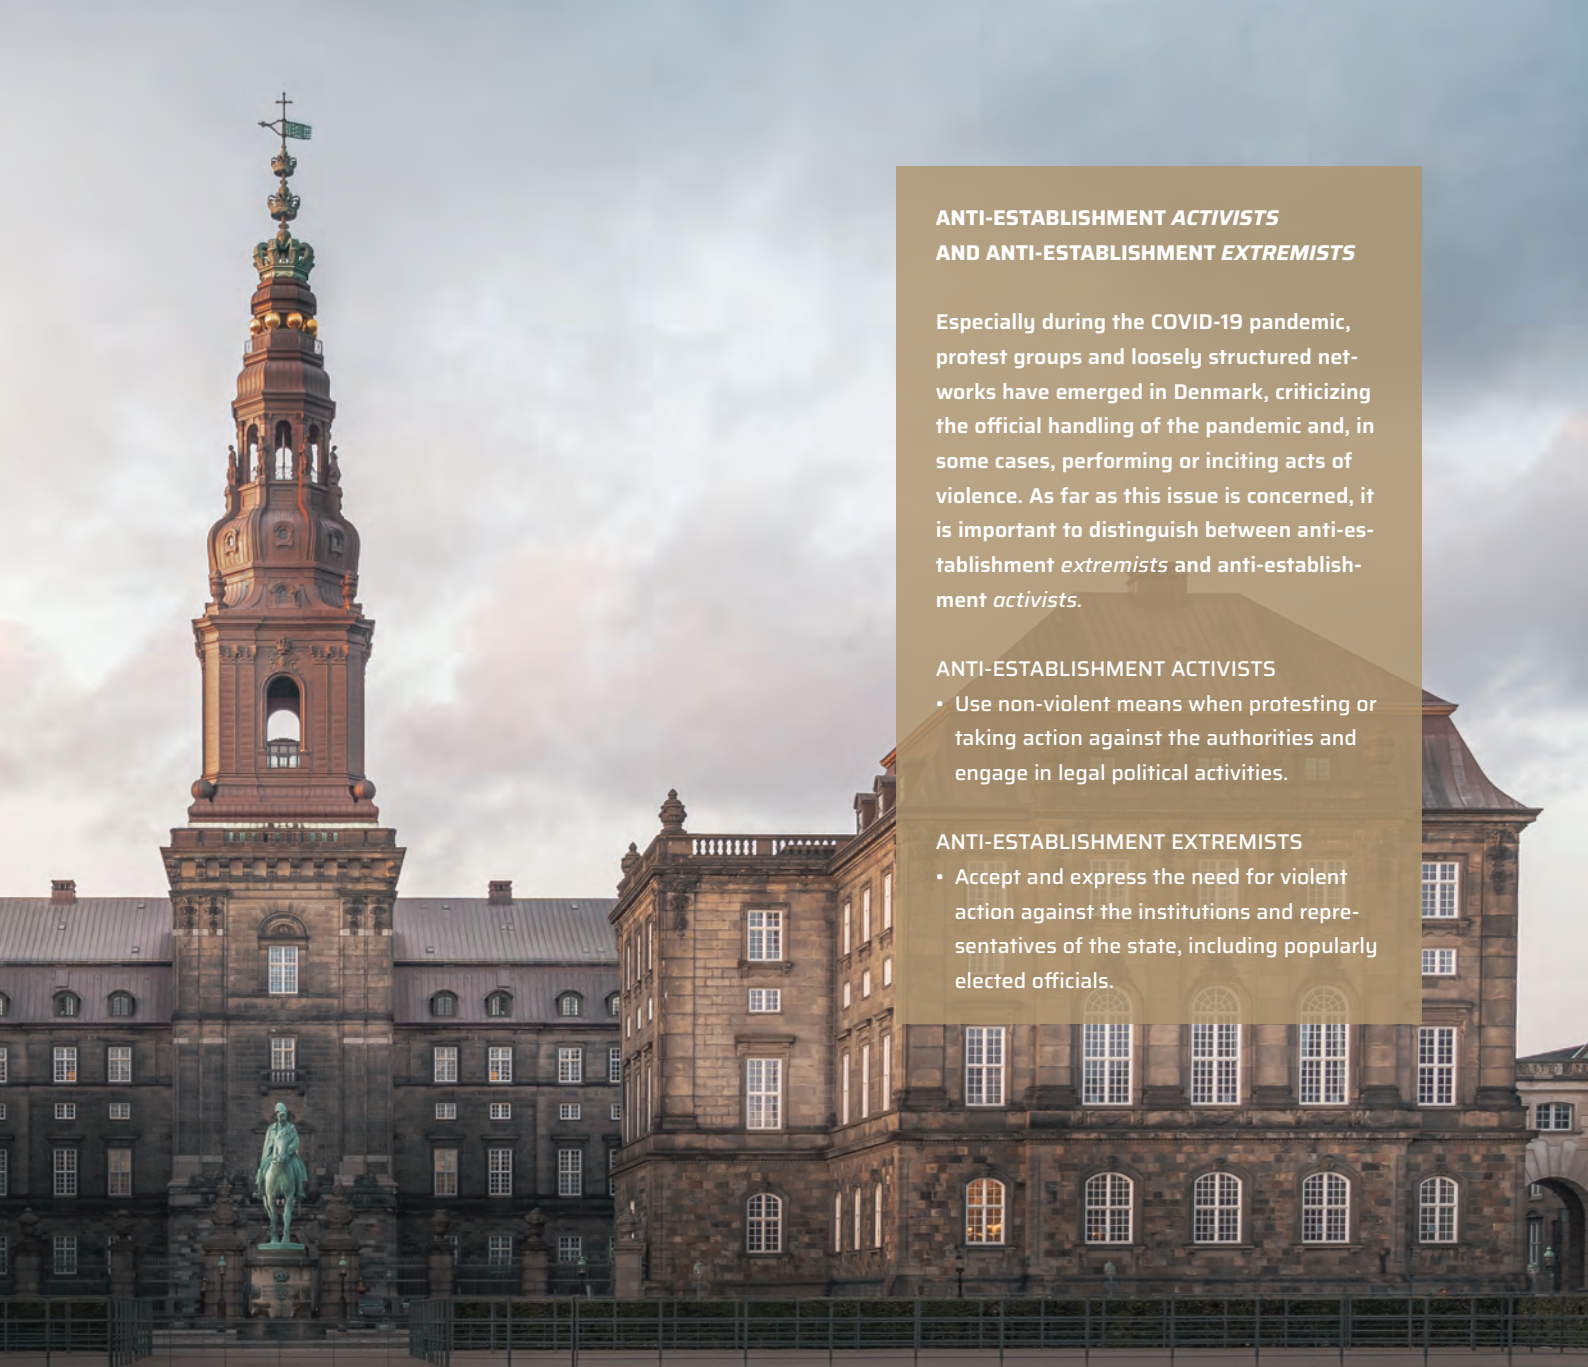 ANTI-ESTABLISHMENT ACTIVISTS
AND ANTI-ESTABLISHMENT EXTREMISTS
Especially during the COVID-19 pandemic,
protest groups and loosely structured net-
works have emerged in Denmark, criticizing
the official handling of the pandemic and, in
some cases, performing or inciting acts of
violence. As far as this issue is concerned, it
is important to distinguish between anti-es-
tablishment extremists and anti-establish-
ment activists.
ANTI-ESTABLISHMENT ACTIVISTS
• Use non-violent means when protesting or
taking action against the authorities and
engage in legal political activities.
ANTI-ESTABLISHMENT EXTREMISTS
• Accept and express the need for violent
action against the institutions and repre-
sentatives of the state, including popularly
elected officials.